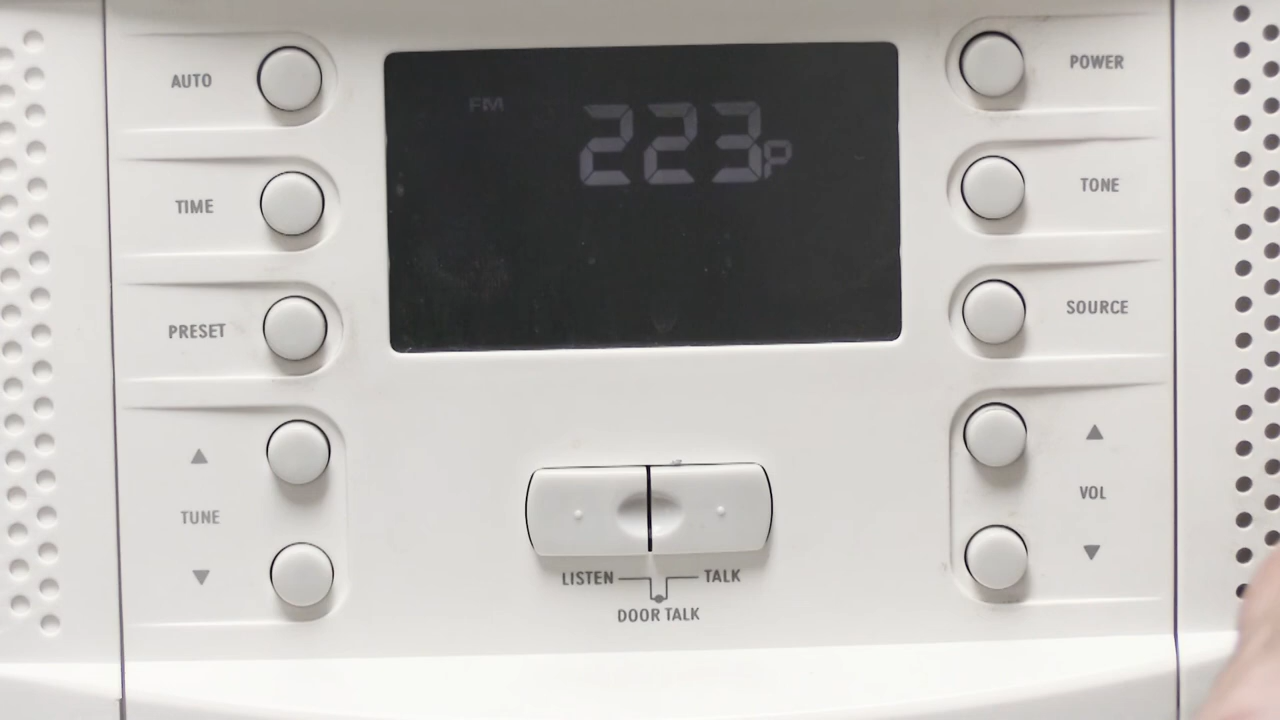 AUTO
POWER
FM
223P
TIME
TONE
PRESET
SOURCE
▲
▲
TUNE
VOL
▼
▼
LISTEN
TALK
DOOR TALK